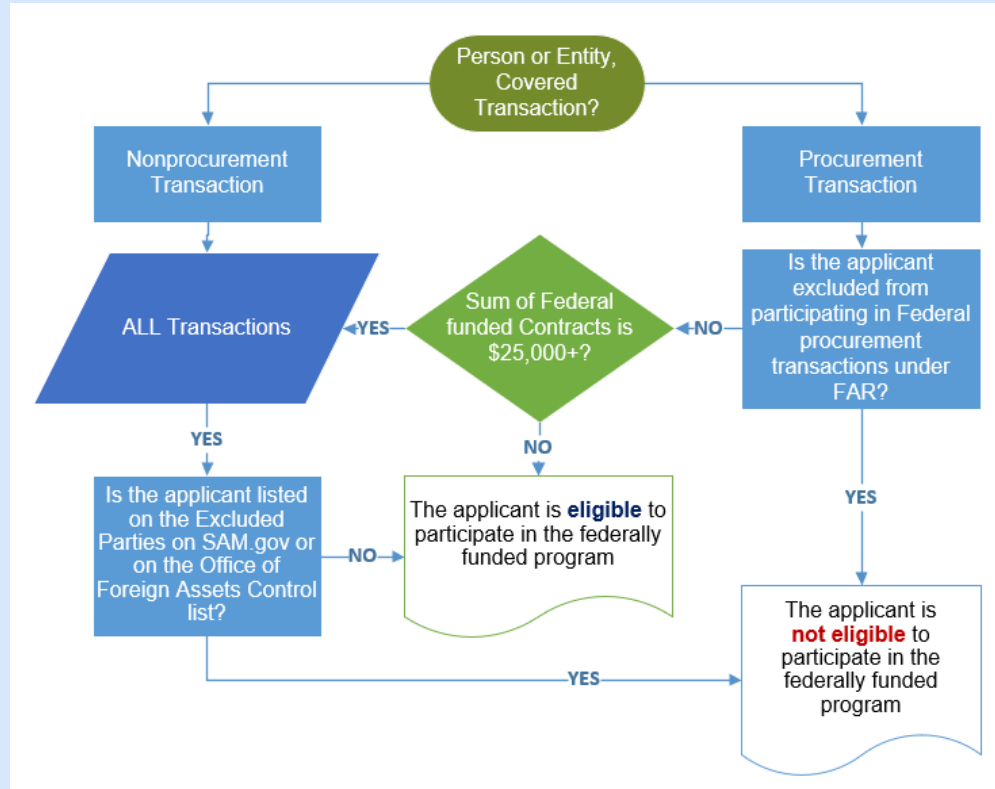 Person or Entity,
Covered
Transaction?
Nonprocurement
Transaction
Procurement
Transaction
ALL Transactions
YES
Sum of Federal
funded Contracts is
$25,000+?
NO
Is the applicant
excluded from
participating in Federal
procurement
transactions under
FAR?
YES
NO
YES
Is the applicant listed
on the Excluded
Parties on SAM.gov or
on the Office of
Foreign Assets Control
list?
NO
The applicant is eligible to
participate in the federally
funded program
The applicant is
not eligible to
participate in the
federally funded
program
YES